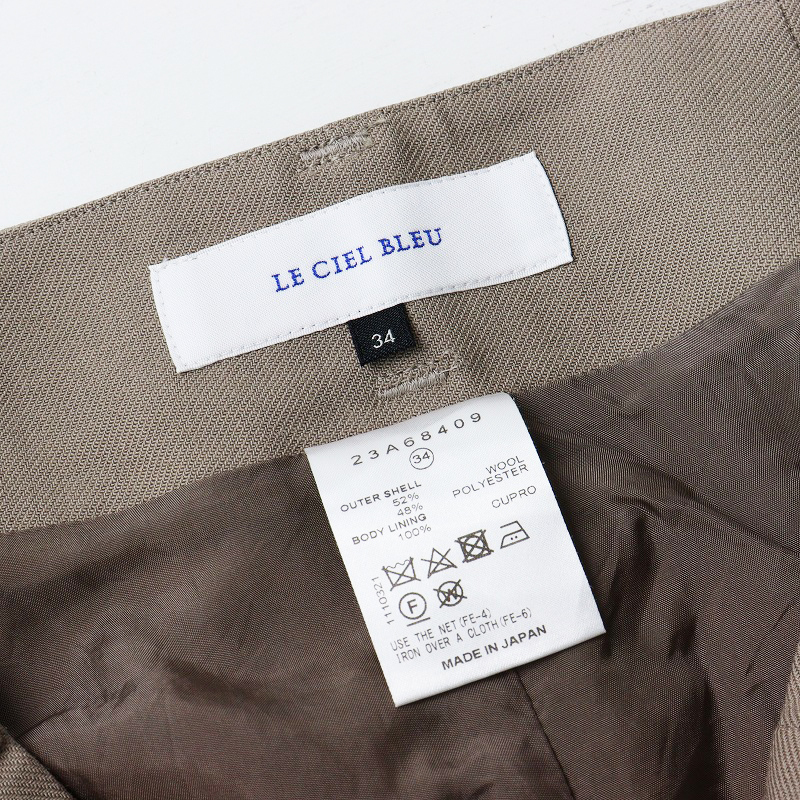 LE CIEL BLEU
34
23A68409
34
OUTER SHELL
52% WOOL
48% POLYESTER
BODY LINING
100% CUPRO
1110321
F W
USE THE NET(FE-4)
IRON OVER A CLOTH(FE-6)
MADE IN JAPAN